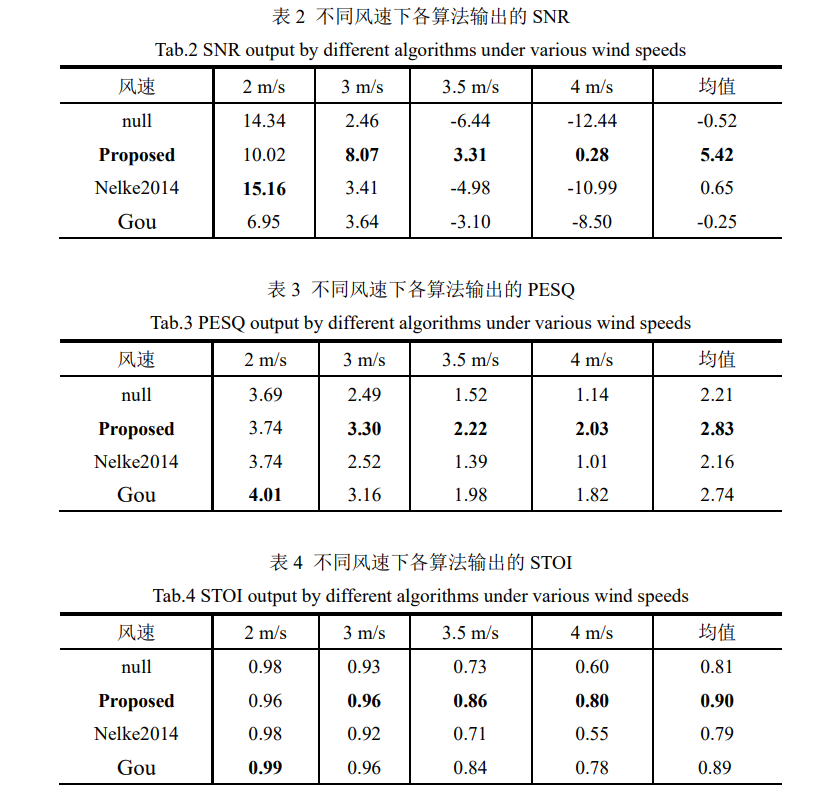 表 2 不同风速下各算法输出的 SNR
Tab.2 SNR output by different algorithms under various wind speeds
风速 2 m/s 3 m/s 3.5 m/s 4 m/s 均值
null 14.34 2.46 -6.44 -12.44 -0.52
Proposed 10.02 8.07 3.31 0.28 5.42
Nelke2014 15.16 3.41 -4.98 -10.99 0.65
Gou 6.95 3.64 -3.10 -8.50 -0.25
表 3 不同风速下各算法输出的 PESQ
Tab.3 PESQ output by different algorithms under various wind speeds
风速 2 m/s 3 m/s 3.5 m/s 4 m/s 均值
null 3.69 2.49 1.52 1.14 2.21
Proposed 3.74 3.30 2.22 2.03 2.83
Nelke2014 3.74 2.52 1.39 1.01 2.16
Gou 4.01 3.16 1.98 1.82 2.74
表 4 不同风速下各算法输出的 STOI
Tab.4 STOI output by different algorithms under various wind speeds
风速 2 m/s 3 m/s 3.5 m/s 4 m/s 均值
null 0.98 0.93 0.73 0.60 0.81
Proposed 0.96 0.96 0.86 0.80 0.90
Nelke2014 0.98 0.92 0.71 0.55 0.79
Gou 0.99 0.96 0.84 0.78 0.89